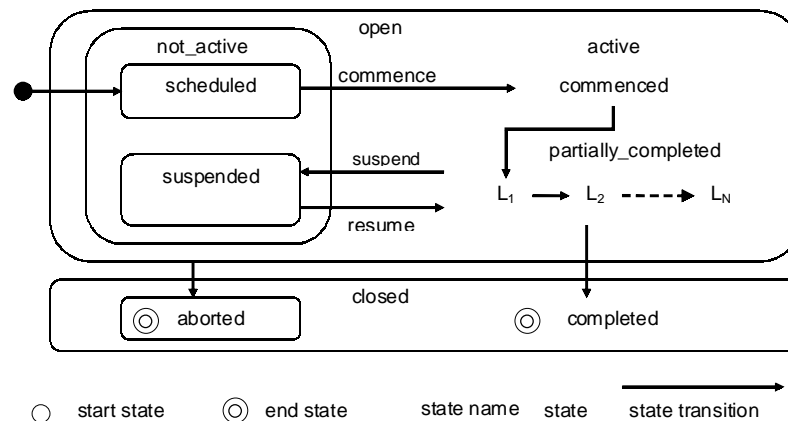 open
not_active
active
scheduled
commence
commenced
partially_completed
suspended
suspend
L1
L2
LN
resume
closed
aborted
completed
start state
end state
state name
state
state transition